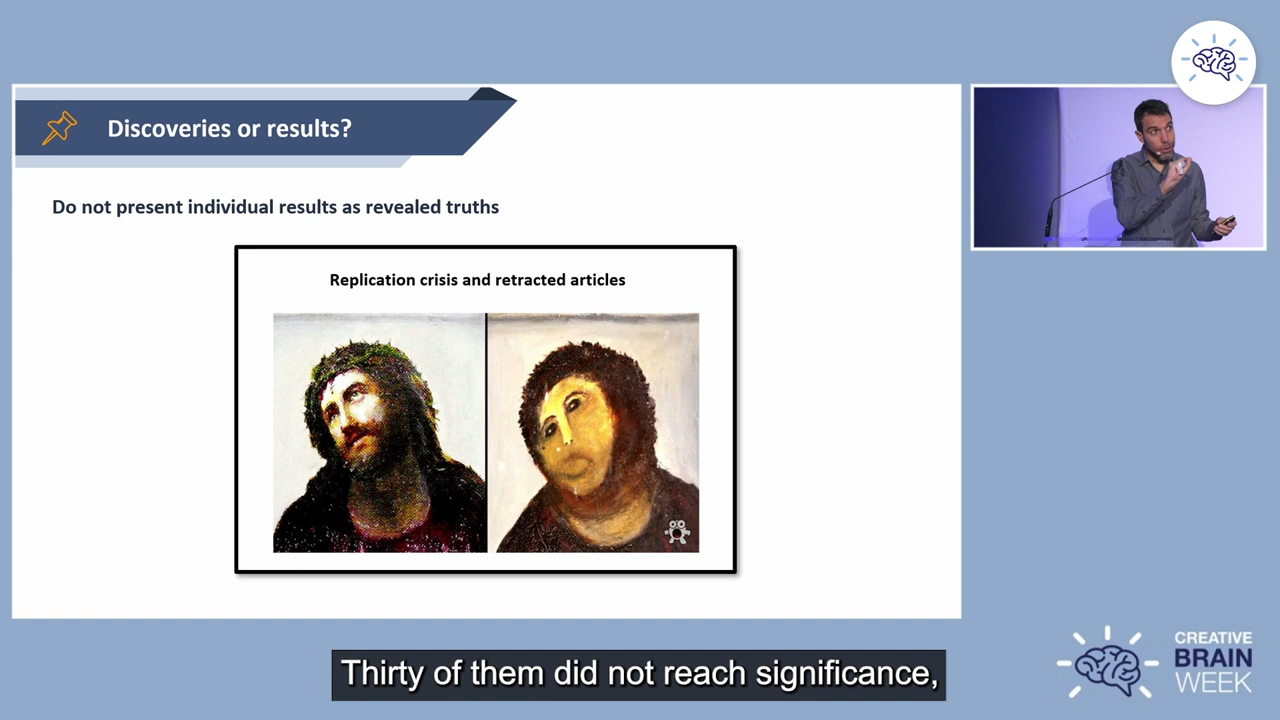 Discoveries or results?
Do not present individual results as revealed truths
Replication crisis and retracted articles
Thirty of them did not reach significance,
CREATIVE
BRAIN
WEEK